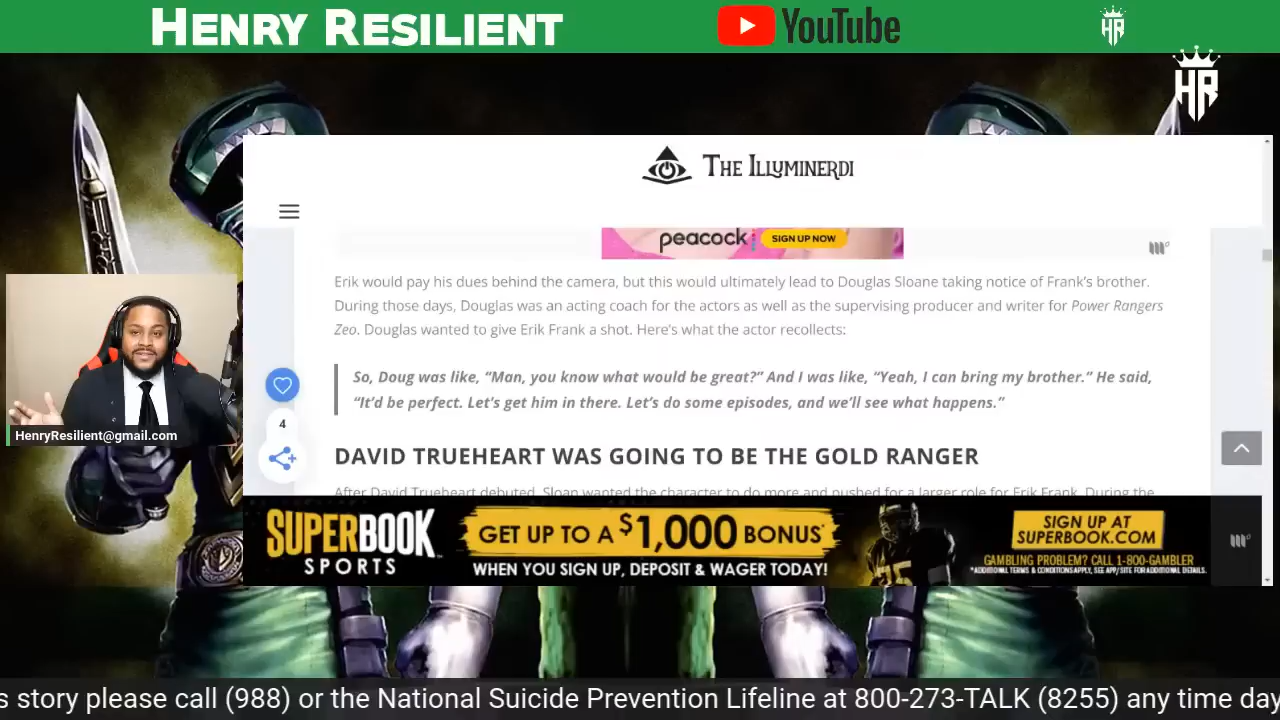 HENRY RESILIENT
YouTube
HR
HR
THE ILLUMINERDI
peacock
SIGN UP NOW
Erik would pay his dues behind the camera, but this would ultimately lead to Douglas Sloane taking notice of Frank's brother.
During those days, Douglas was an acting coach for the actors as well as the supervising producer and writer for Power Rangers
Zeo. Douglas wanted to give Erik Frank a shot. Here's what the actor recollects:
So, Doug was like, “Man, you know what would be great?” And I was like, “Yeah, I can bring my brother.” He said,
“It'd be perfect. Let's get him in there. Let's do some episodes, and we'll see what happens.”
4
HenryResilient@gmail.com
DAVID TRUEHEART WAS GOING TO BE THE GOLD RANGER
After David Trueheart debuted, Sloan wanted the character to do more and pushed for a larger role for Erik Frank. During the
SUPERBOOK
SPORTS
GET UP TO A $1,000 BONUS*
WHEN YOU SIGN UP, DEPOSIT & WAGER TODAY!
SIGN UP AT
SUPERBOOK.COM
GAMBLING PROBLEM? CALL 1-800-GAMBLER
*ADDITIONAL TERMS & CONDITIONS APPLY, SEE APP/SITE FOR ADDITIONAL DETAILS.
s story please call (988) or the National Suicide Prevention Lifeline at 800-273-TALK (8255) any time day